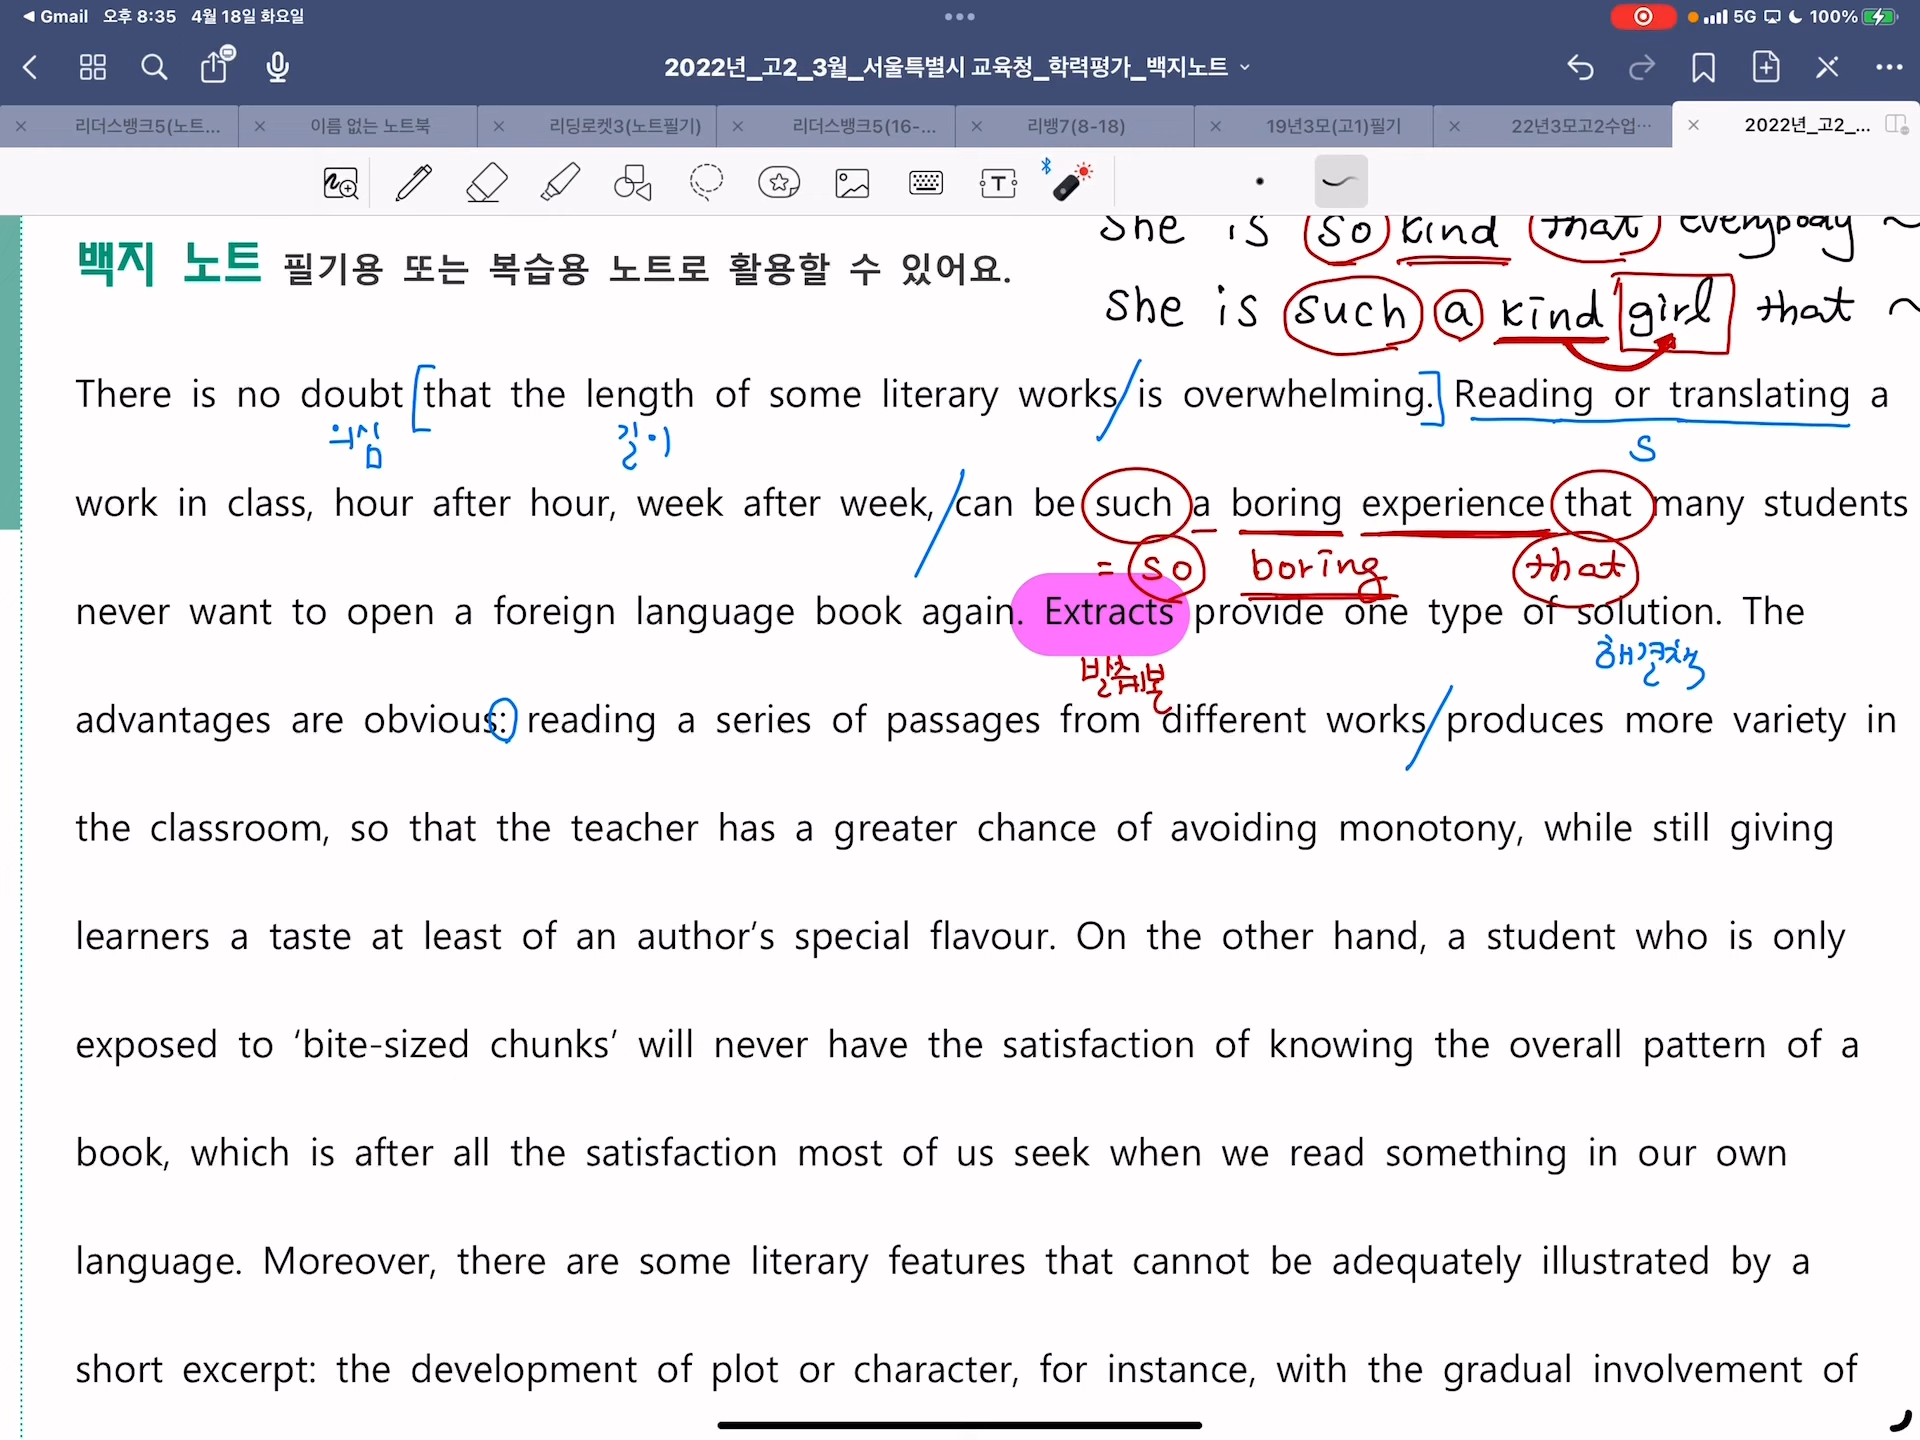 Gmail 오후 8:35 4월 18일 화요일
5G 100%
2022년_고2_3월_서울특별시 교육청_학력평가_백지노트
리더스뱅크5(노트... 이름 없는 노트북 리딩로켓3(노트필기) 리더스뱅크5(16-... 리뱅7(8-18) 19년3모(고1)필기 22년3모고2수업... 2022년_고2_...
She is so kind that everybody ~
백지 노트 필기용 또는 복습용 노트로 활용할 수 있어요.
She is such a kind girl that ~
There is no doubt [that the length of some literary works/is overwhelming.] Reading or translating a
의심 길이 S
work in class, hour after hour, week after week,/can be such a boring experience that many students
= so boring that
never want to open a foreign language book again. Extracts provide one type of solution. The
발췌본 해결책
advantages are obvious: reading a series of passages from different works/produces more variety in
the classroom, so that the teacher has a greater chance of avoiding monotony, while still giving
learners a taste at least of an author’s special flavour. On the other hand, a student who is only
exposed to ‘bite-sized chunks’ will never have the satisfaction of knowing the overall pattern of a
book, which is after all the satisfaction most of us seek when we read something in our own
language. Moreover, there are some literary features that cannot be adequately illustrated by a
short excerpt: the development of plot or character, for instance, with the gradual involvement of